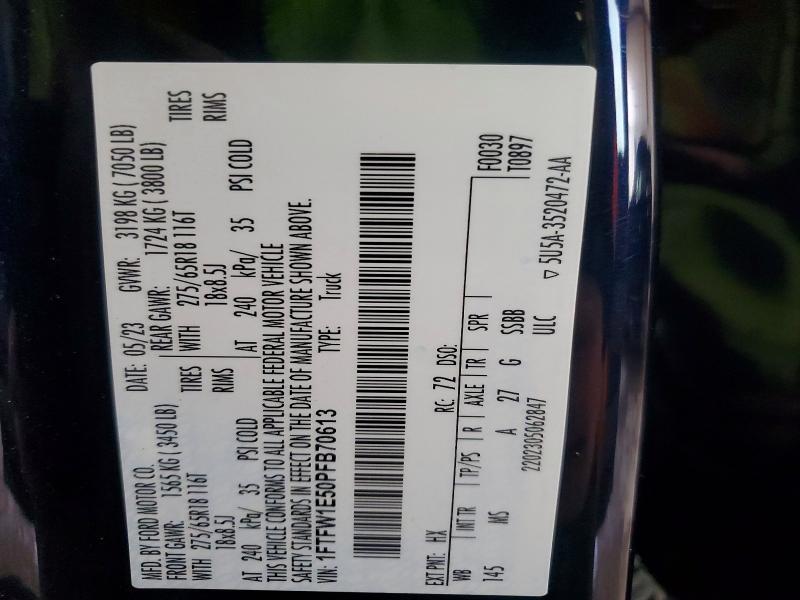 MFD. BY FORD MOTOR CO.
DATE: 05/23 GVWR: 3198 KG ( 7050 LB)
FRONT GAWR: 1565 KG ( 3450 LB) REAR GAWR: 1724 KG ( 3800 LB)
WITH 275/65R18 116T TIRES WITH 275/65R18 116T TIRES
18x8.5J RIMS 18x8.5J RIMS
AT 240 kPa/ 35 PSI COLD AT 240 kPa/ 35 PSI COLD
THIS VEHICLE CONFORMS TO ALL APPLICABLE FEDERAL MOTOR VEHICLE
SAFETY STANDARDS IN EFFECT ON THE DATE OF MANUFACTURE SHOWN ABOVE.
VIN: 1FTFW1E50PFB70613 TYPE: Truck
EXT PNT: HX RC: 72 DSO: F0030
WB INT TR TP/PS R AXLE TR SPR T0897
145 MS A 27 G SSBB
2202305062847 ULC ▽ 5U5A-3520472-AA